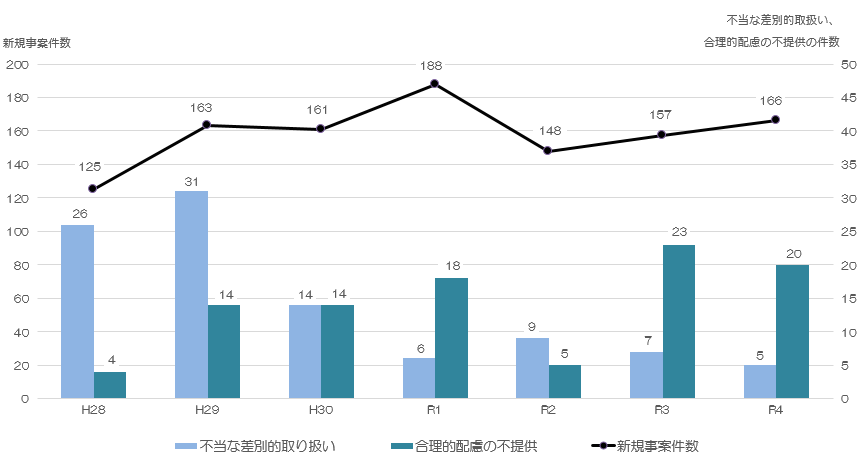 不当な差別的取扱い、
新規事案件数
合理的配慮の不提供の件数
200 188 50
180 163 161 166 45
160 148 157 40
140 125 35
120 26 31 30
100 23 25
80 18 20 20
60 14 14 14 15
40 9 7 10
20 4 6 5 5 5
0 0
H28 H29 H30 R1 R2 R3 R4
不当な差別的取り扱い 合理的配慮の不提供 新規事案件数